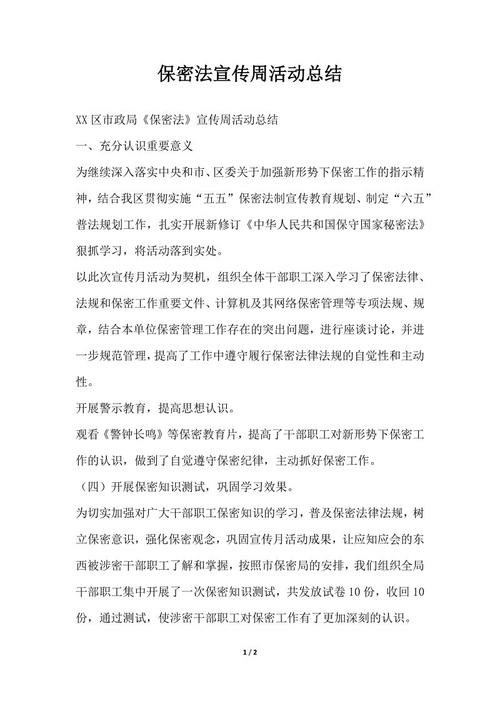 保密法宣传周活动总结
XX 区市政局《保密法》宣传周活动总结
一、充分认识重要意义
为继续深入落实中央和市、区委关于加强新形势下保密工作的指示精
神，结合我区贯彻实施“五五”保密法制宣传教育规划、制定“六五”
普法规划工作，扎实开展新修订《中华人民共和国保守国家秘密法》
狠抓学习，将活动落到实处。
以此次宣传月活动为契机，组织全体干部职工深入学习了保密法律、
法规和保密工作重要文件、计算机及其网络保密管理等专项法规、规
章，结合本单位保密管理工作存在的突出问题，进行座谈讨论，并进
一步规范管理，提高了工作中遵守履行保密法律法规的自觉性和主动
性。
开展警示教育，提高思想认识。
观看《警钟长鸣》等保密教育片，提高了干部职工对新形势下保密工
作的认识，做到了自觉遵守保密纪律，主动抓好保密工作。
（四）开展保密知识测试，巩固学习效果。
为切实加强对广大干部职工保密知识的学习，普及保密法律法规，树
立保密意识，强化保密观念，巩固宣传月活动成果，让应知应会的东
西被涉密干部职工了解和掌握，按照市保密局的安排，我们组织全局
干部职工集中开展了一次保密知识测试，共发放试卷 10 份，收回 10
份，通过测试，使涉密干部职工对保密工作有了更加深刻的认识。
1 / 2